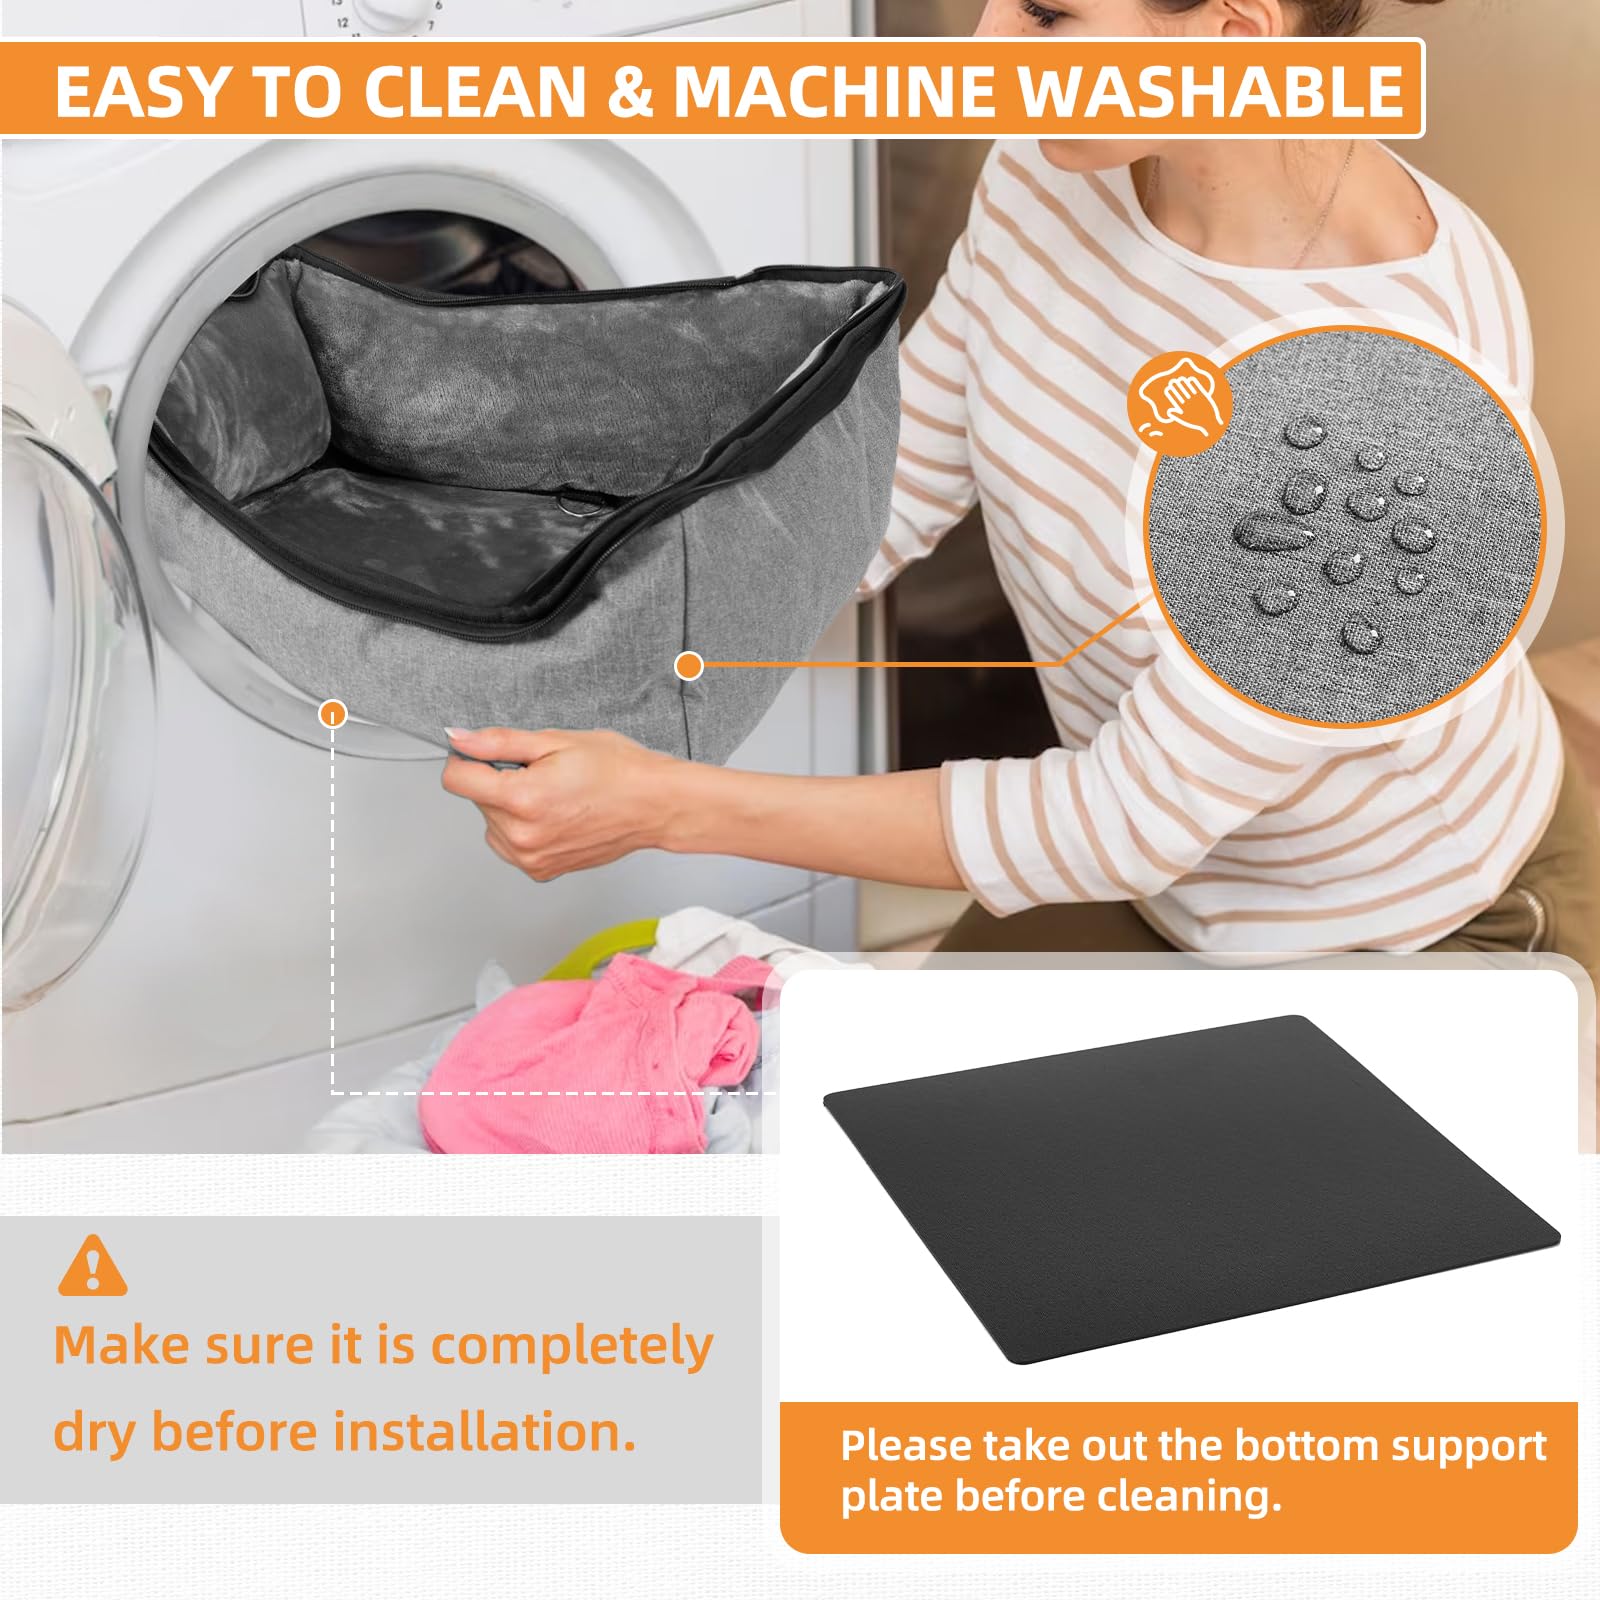 EASY TO CLEAN & MACHINE WASHABLE
Make sure it is completely
dry before installation.
Please take out the bottom support
plate before cleaning.